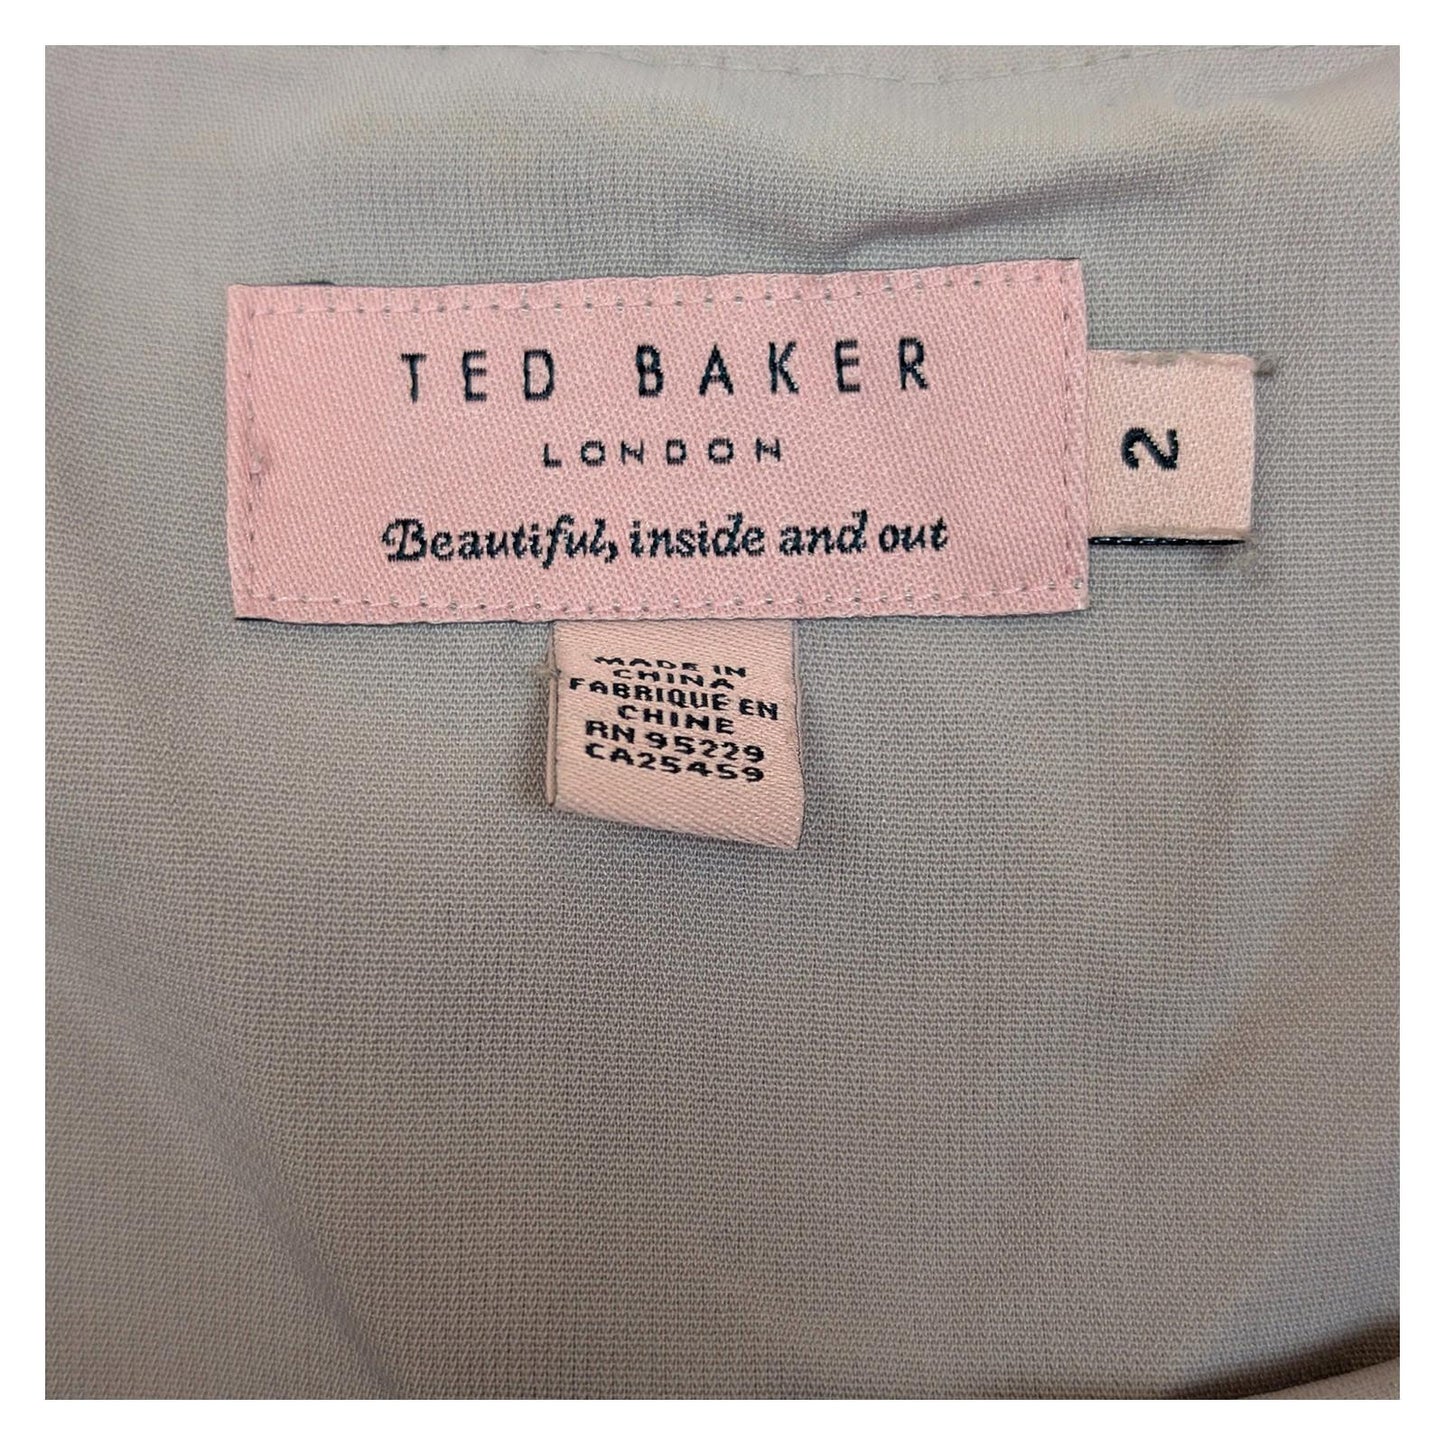 TED BAKER
LONDON
Beautiful, inside and out
2
MADE IN
CHINA
FABRIQUE EN
CHINE
RN 95229
CA25459